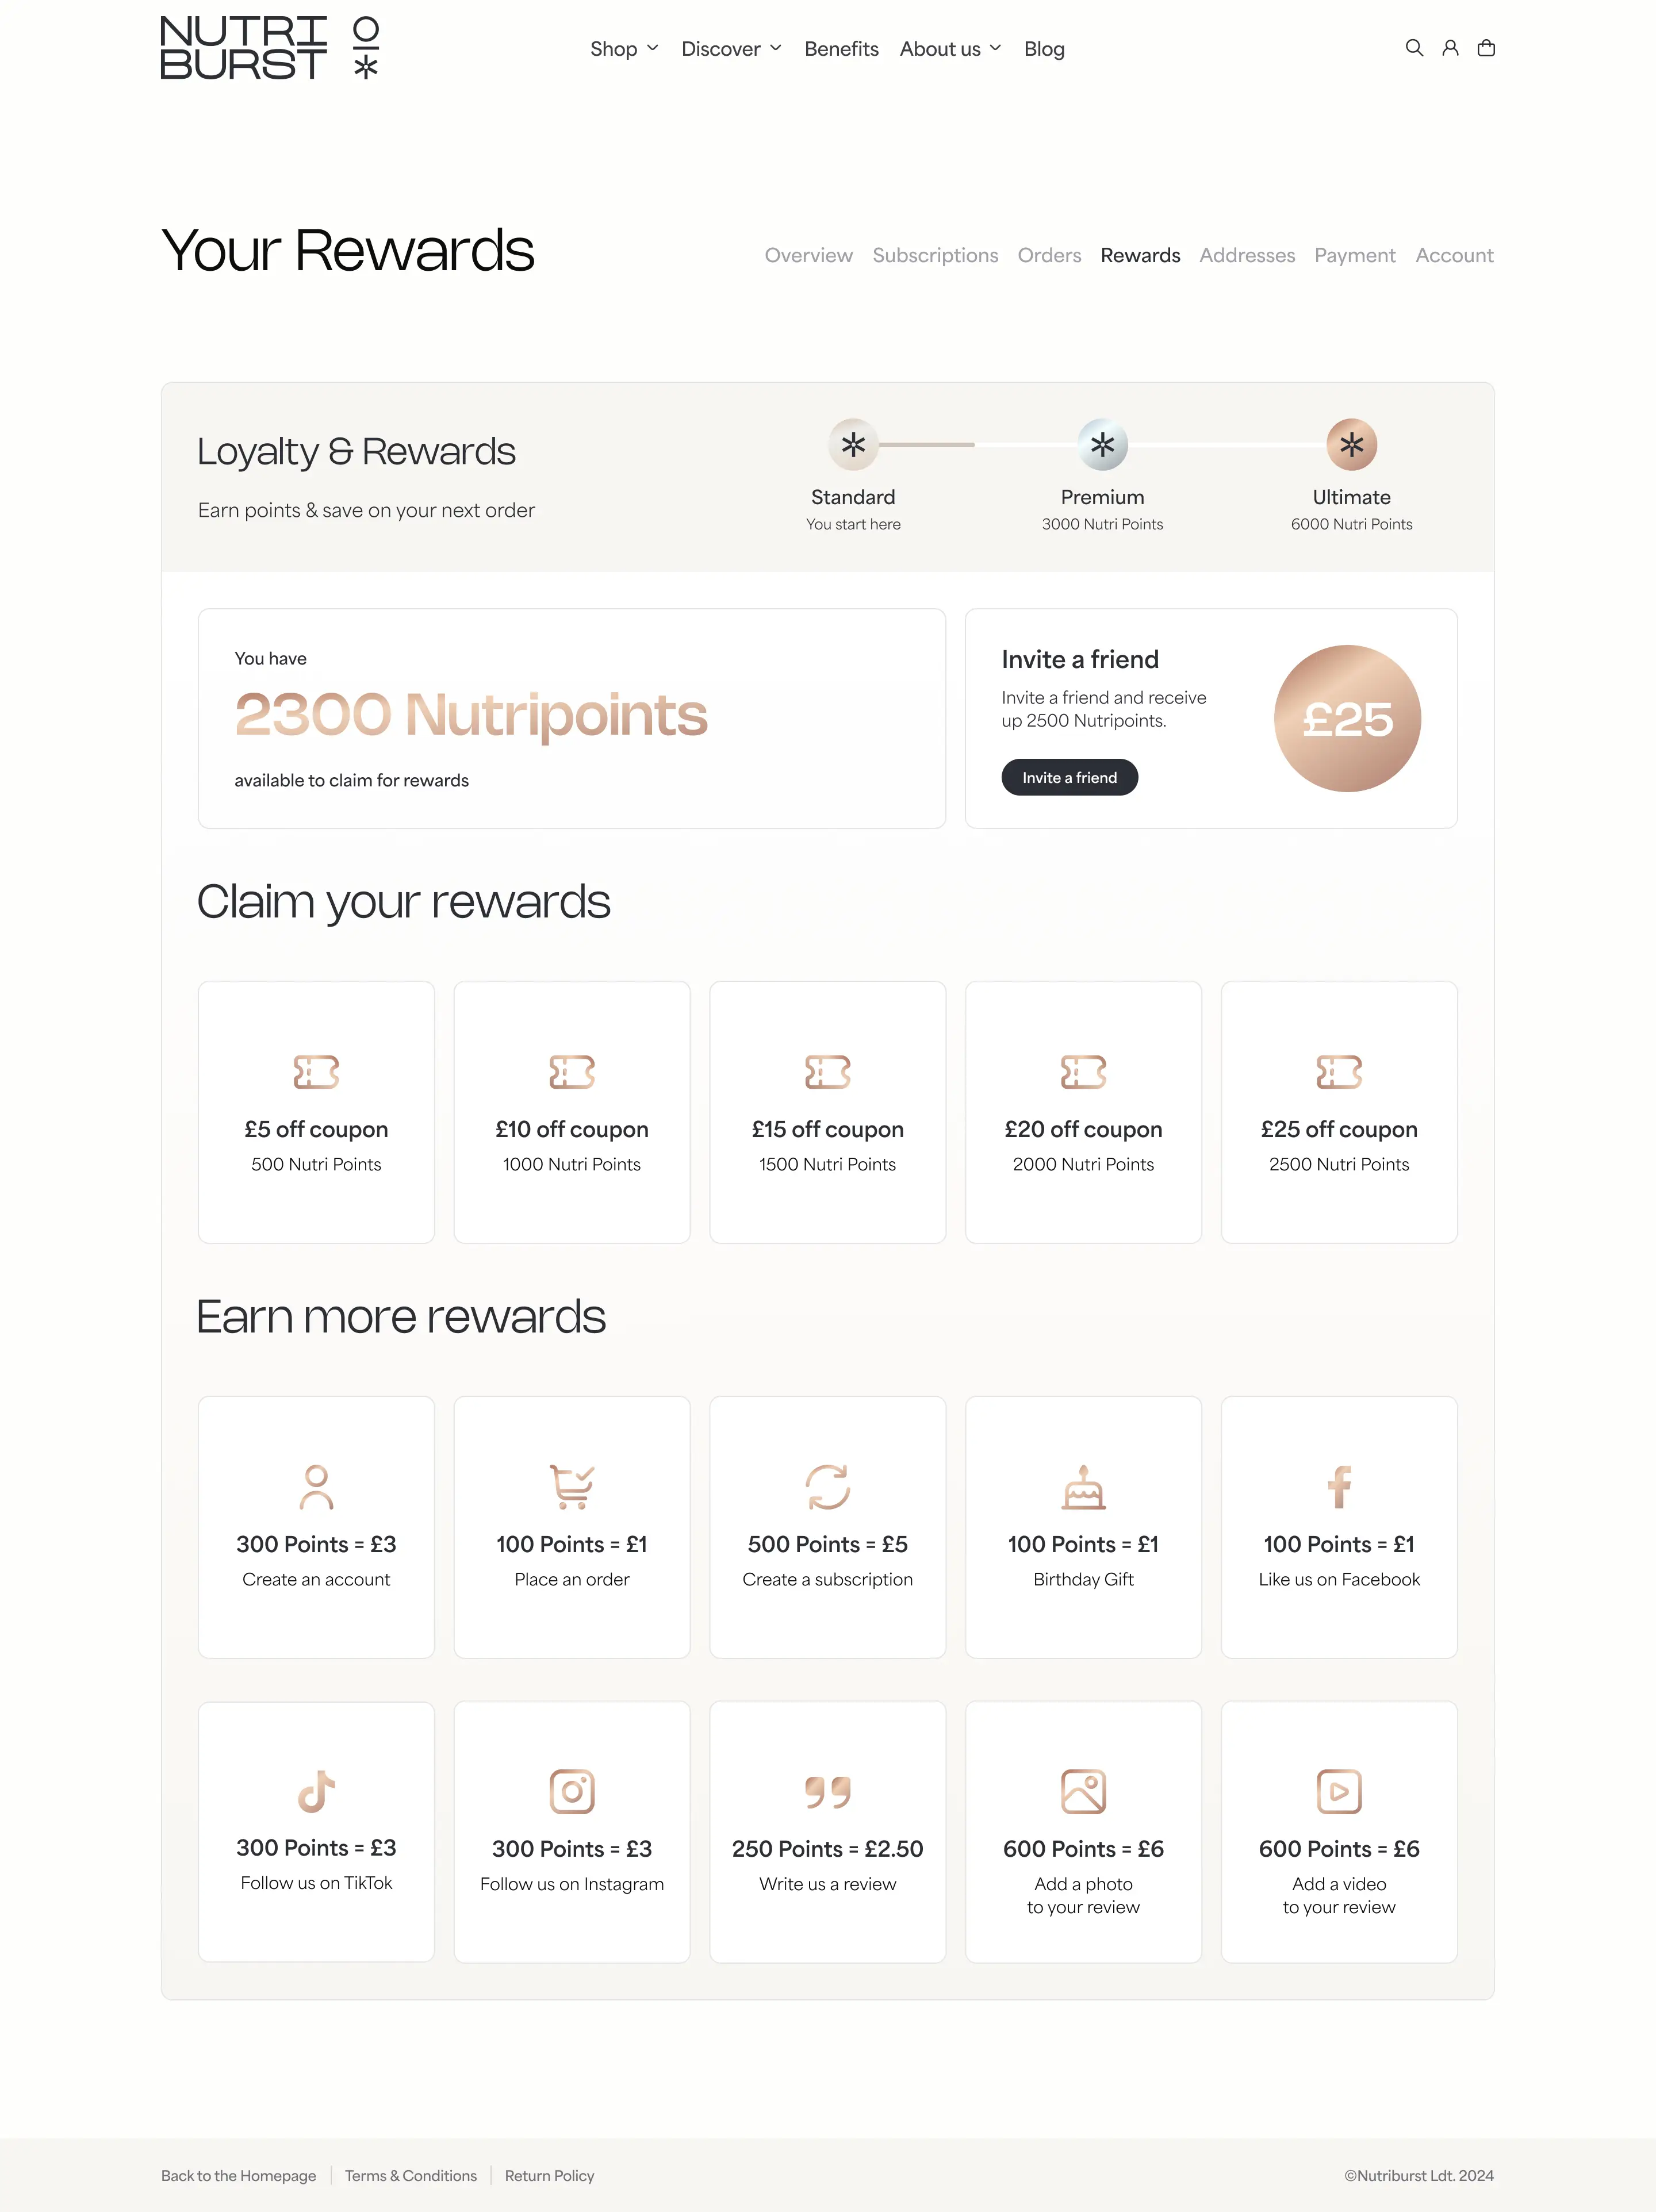 NUTRI
BURST
Shop Discover Benefits About us Blog
Your Rewards
Overview Subscriptions Orders Rewards Addresses Payment Account
Loyalty & Rewards
Earn points & save on your next order
Standard
You start here
Premium
3000 Nutri Points
Ultimate
6000 Nutri Points
You have
2300 Nutripoints
available to claim for rewards
Invite a friend
Invite a friend and receive
up 2500 Nutripoints.
Invite a friend
£25
Claim your rewards
£5 off coupon
500 Nutri Points
£10 off coupon
1000 Nutri Points
£15 off coupon
1500 Nutri Points
£20 off coupon
2000 Nutri Points
£25 off coupon
2500 Nutri Points
Earn more rewards
300 Points = £3
Create an account
100 Points = £1
Place an order
500 Points = £5
Create a subscription
100 Points = £1
Birthday Gift
100 Points = £1
Like us on Facebook
300 Points = £3
Follow us on TikTok
300 Points = £3
Follow us on Instagram
250 Points = £2.50
Write us a review
600 Points = £6
Add a photo
to your review
600 Points = £6
Add a video
to your review
Back to the Homepage Terms & Conditions Return Policy
©Nutriburst Ldt. 2024